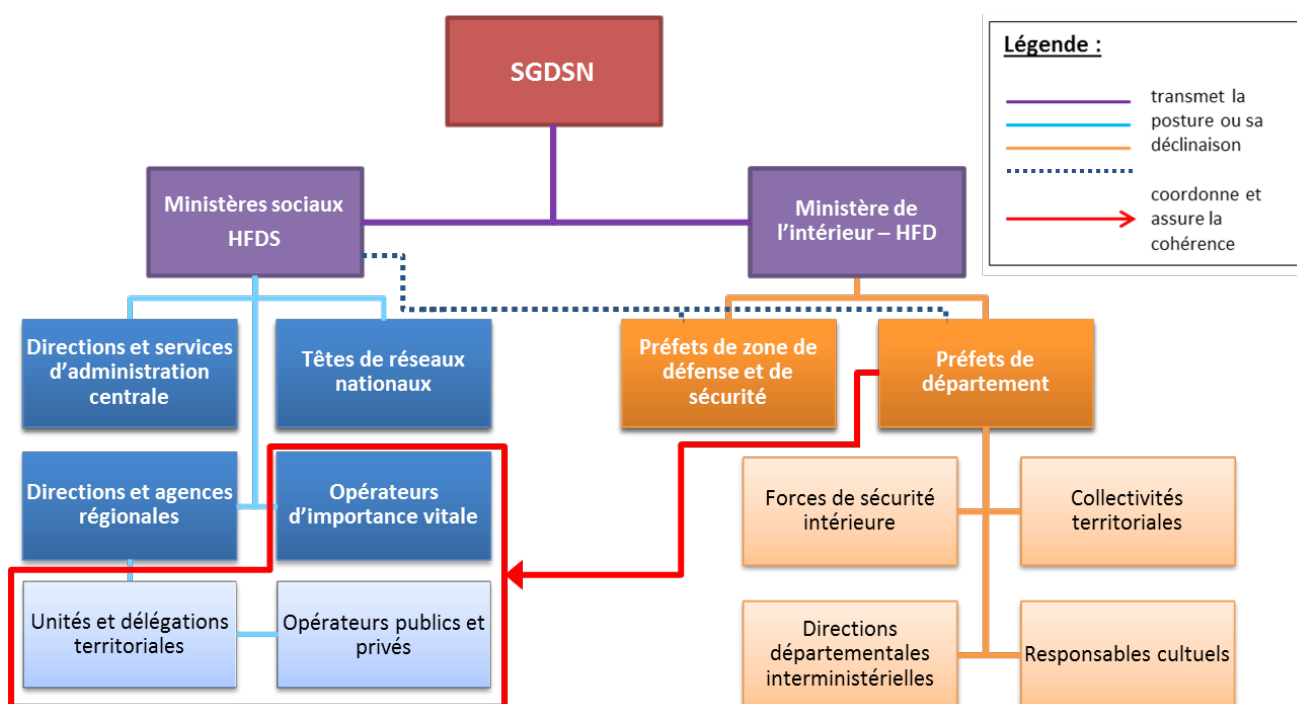 SGDSN
Légende :
transmet la
posture ou sa
déclinaison
coordonne et
assure la
cohérence
Ministères sociaux
HFDS
Ministère de
l'intérieur – HFD
Directions et services
d'administration
centrale
Têtes de réseaux
nationaux
Préfets de zone de
défense et de
sécurité
Préfets de
département
Directions et agences
régionales
Opérateurs
d'importance vitale
Forces de sécurité
intérieure
Collectivités
territoriales
Unités et délégations
territoriales
Opérateurs publics et
privés
Directions
départementales
interministérielles
Responsables cultuels